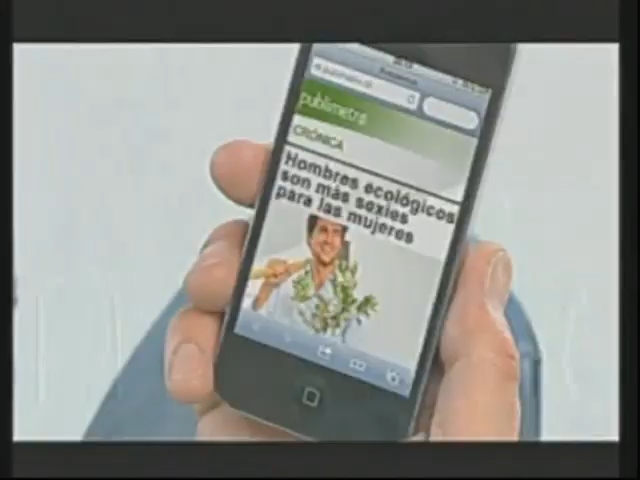 publimetro
CRÓNICA
Hombres ecológicos
son más sexies
para las mujeres